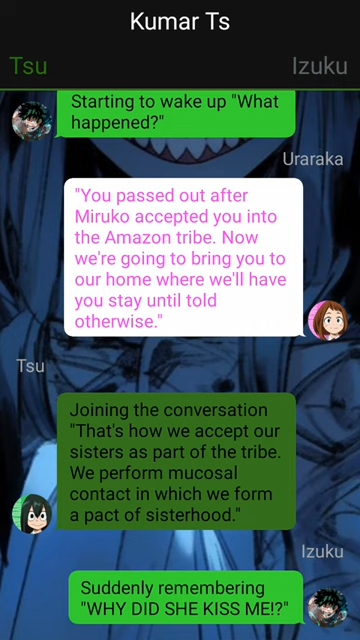 Kumar Ts
Tsu
Izuku
Starting to wake up "What
happened?"
Uraraka
"You passed out after
Miruko accepted you into
the Amazon tribe. Now
we're going to bring you to
our home where we'll have
you stay until told
otherwise."
Tsu
Joining the conversation
"That's how we accept our
sisters as part of the tribe.
We perform mucosal
contact in which we form
a pact of sisterhood."
Izuku
Suddenly remembering
"WHY DID SHE KISS ME!?"